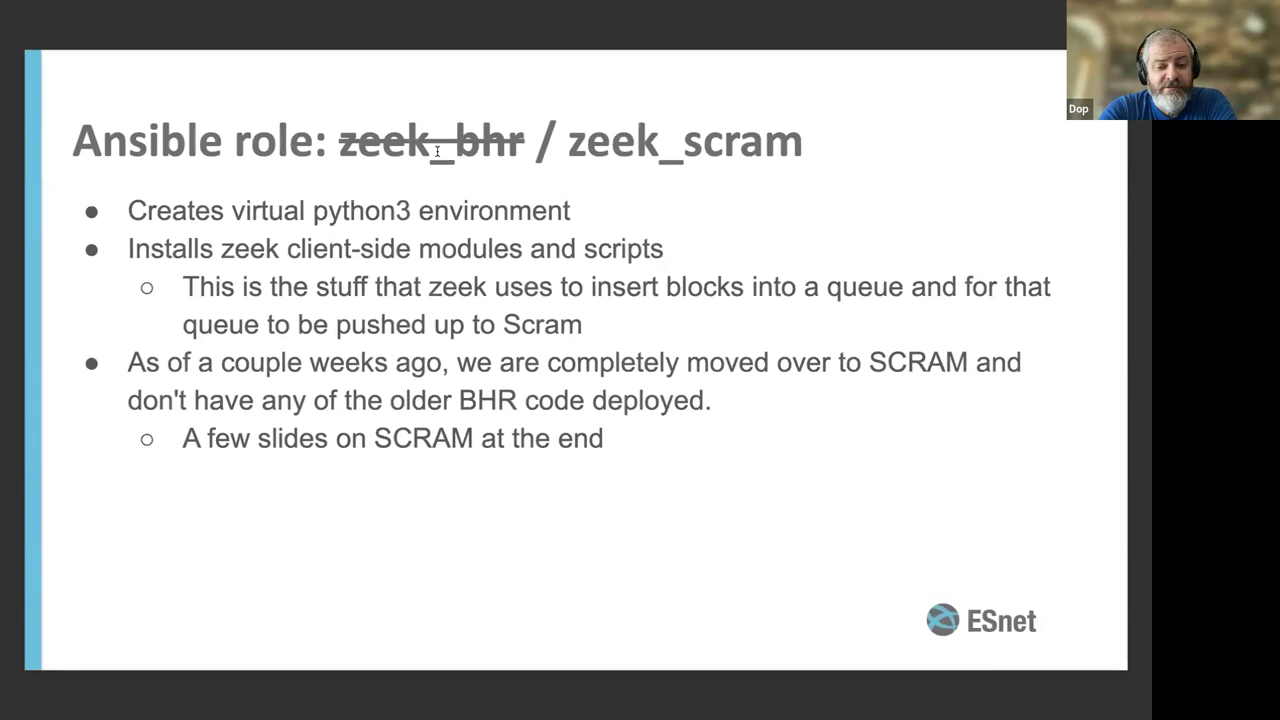 Ansible role: zeek_bhr / zeek_scram
● Creates virtual python3 environment
● Installs zeek client-side modules and scripts
○ This is the stuff that zeek uses to insert blocks into a queue and for that
queue to be pushed up to Scram
● As of a couple weeks ago, we are completely moved over to SCRAM and
don't have any of the older BHR code deployed.
○ A few slides on SCRAM at the end
ESnet
Dop